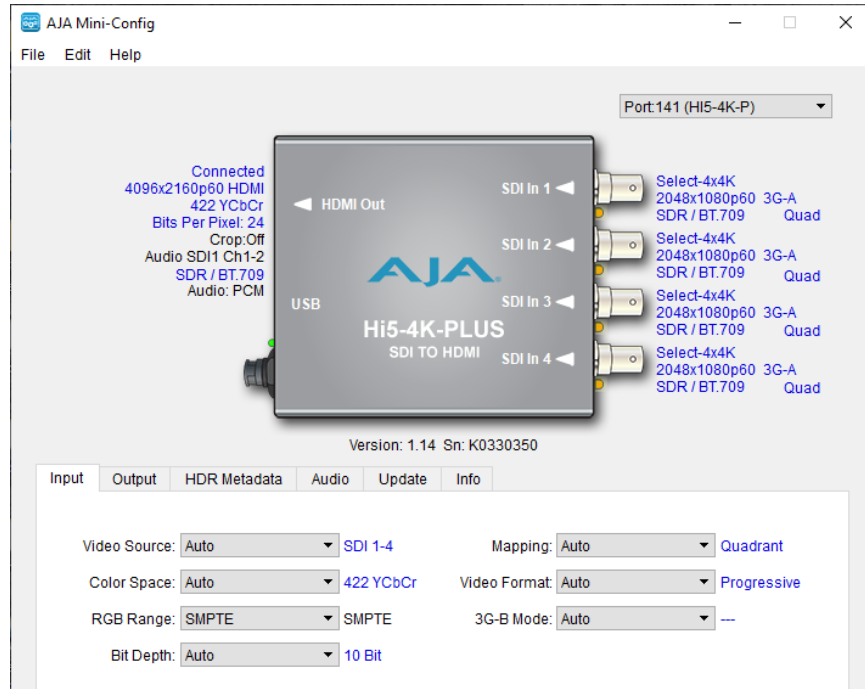 AJA Mini-Config
File Edit Help
Port:141 (HI5-4K-P)
Connected
4096x2160p60 HDMI
422 YCbCr
Bits Per Pixel: 24
Crop:Off
Audio SDI1 Ch1-2
SDR / BT.709
Audio: PCM
HDMI Out
USB
AJA
Hi5-4K-PLUS
SDI TO HDMI
SDI In 1
SDI In 2
SDI In 3
SDI In 4
Select-4x4K
2048x1080p60 3G-A
SDR / BT.709 Quad
Select-4x4K
2048x1080p60 3G-A
SDR / BT.709 Quad
Select-4x4K
2048x1080p60 3G-A
SDR / BT.709 Quad
Select-4x4K
2048x1080p60 3G-A
SDR / BT.709 Quad
Version: 1.14 Sn: K0330350
Input Output HDR Metadata Audio Update Info
Video Source: Auto SDI 1-4 Mapping: Auto Quadrant
Color Space: Auto 422 YCbCr Video Format: Auto Progressive
RGB Range: SMPTE SMPTE 3G-B Mode: Auto ---
Bit Depth: Auto 10 Bit